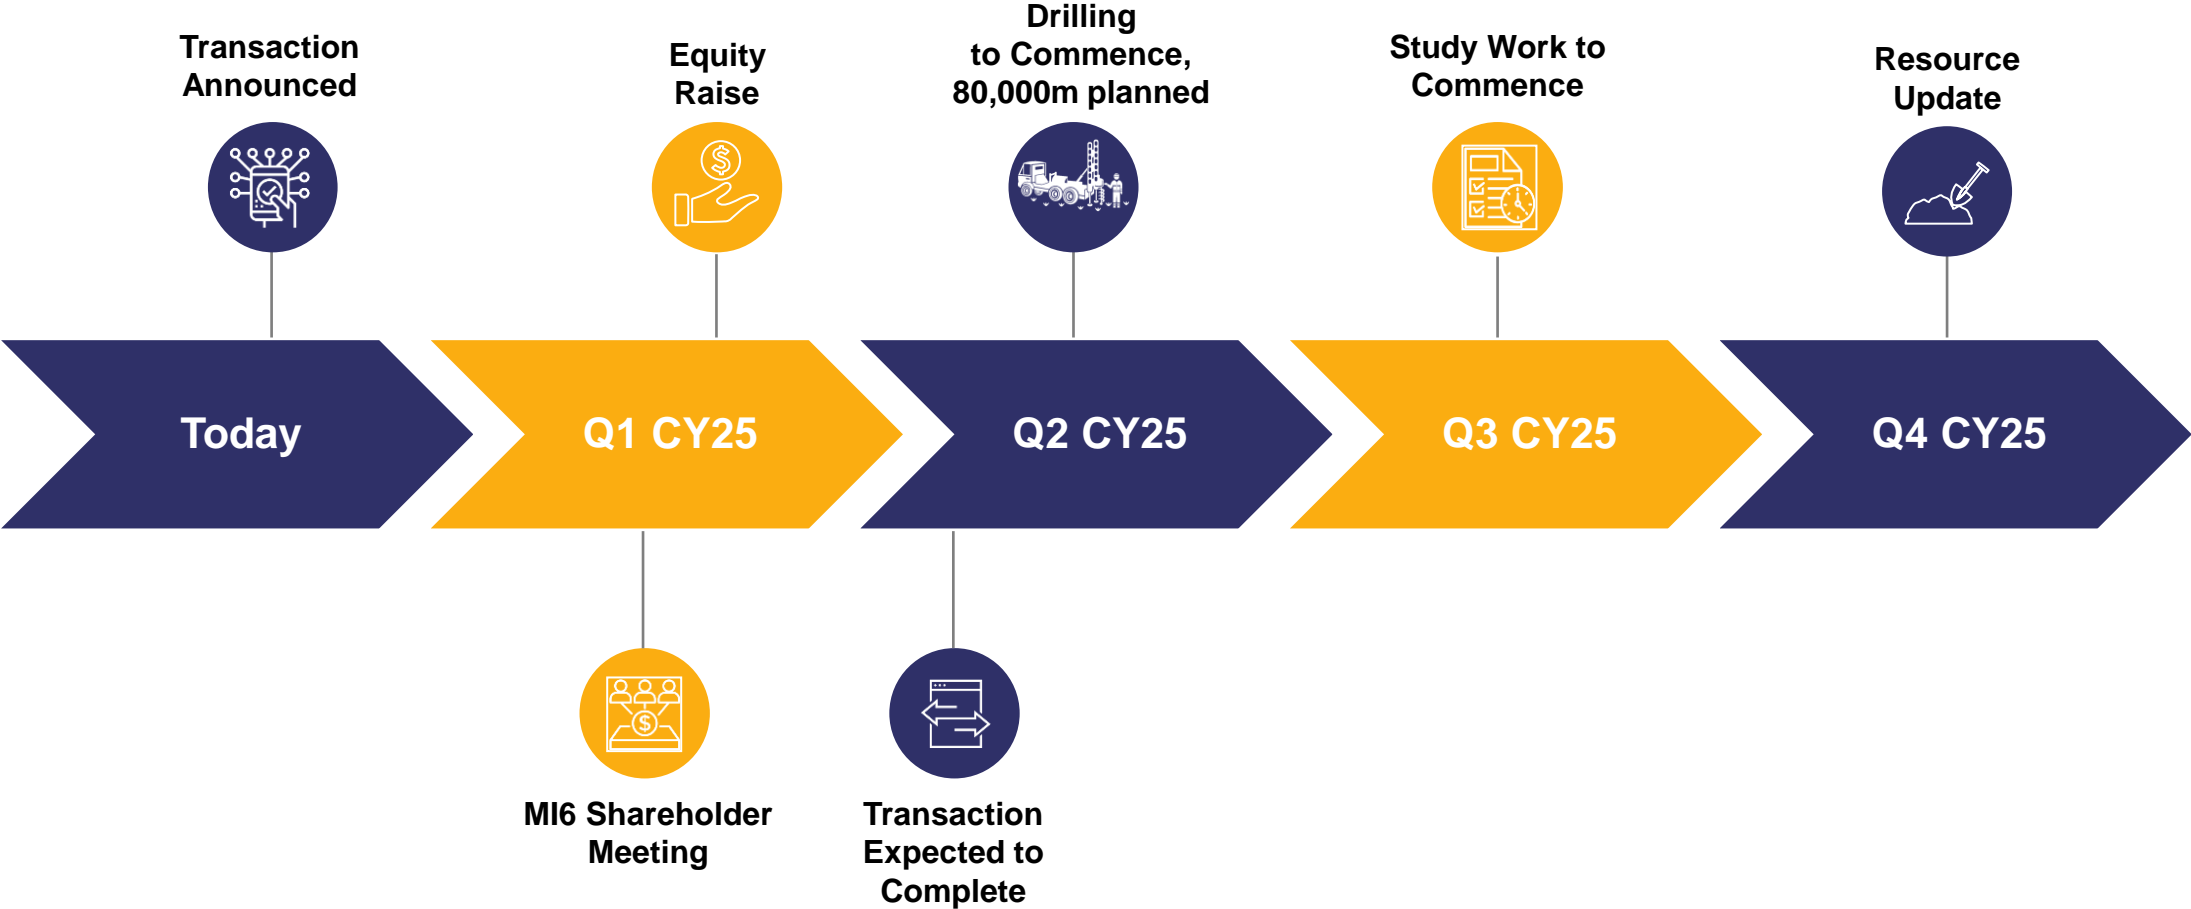 Transaction
Announced
Equity
Raise
Drilling
to Commence,
80,000m planned
Study Work to
Commence
Resource
Update
$
Today
Q1 CY25
Q2 CY25
Q3 CY25
Q4 CY25
$
MI6 Shareholder
Meeting
Transaction
Expected to
Complete